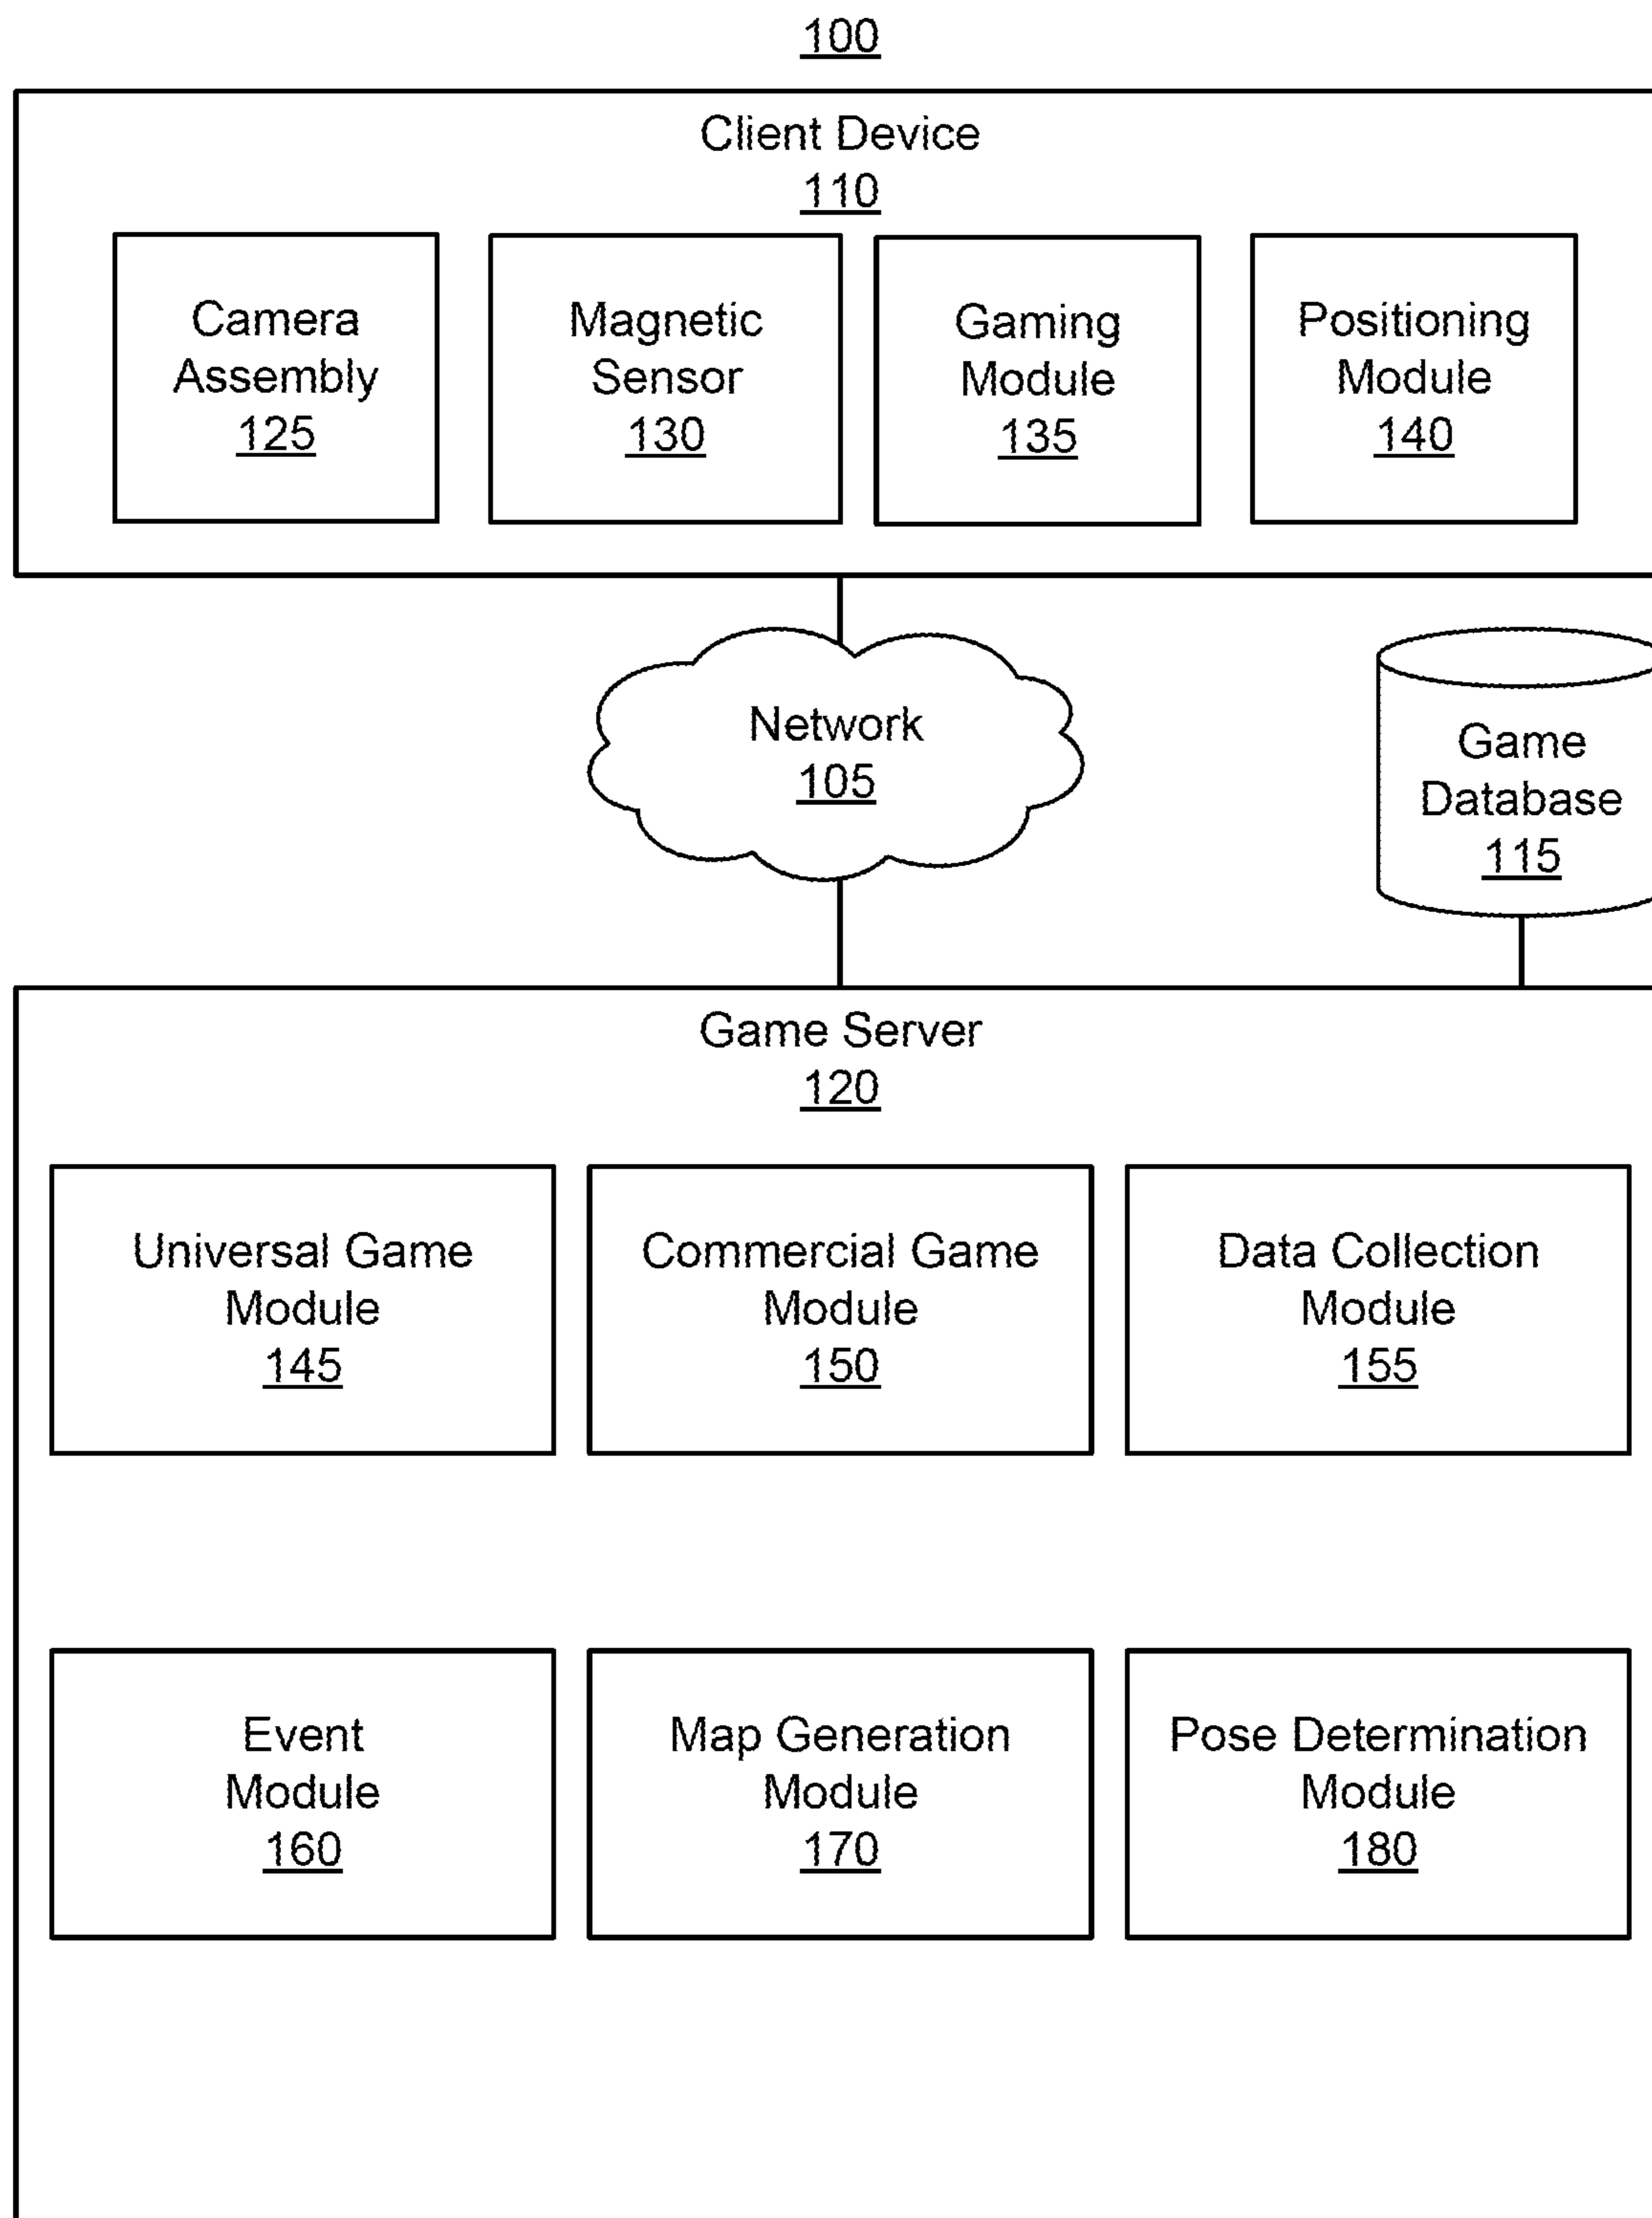 100
Client Device
110
Camera
Assembly
125
Magnetic
Sensor
130
Gaming
Module
135
Positioning
Module
140
Network
105
Game
Database
115
Game Server
120
Universal Game
Module
145
Commercial Game
Module
150
Data Collection
Module
155
Event
Module
160
Map Generation
Module
170
Pose Determination
Module
180